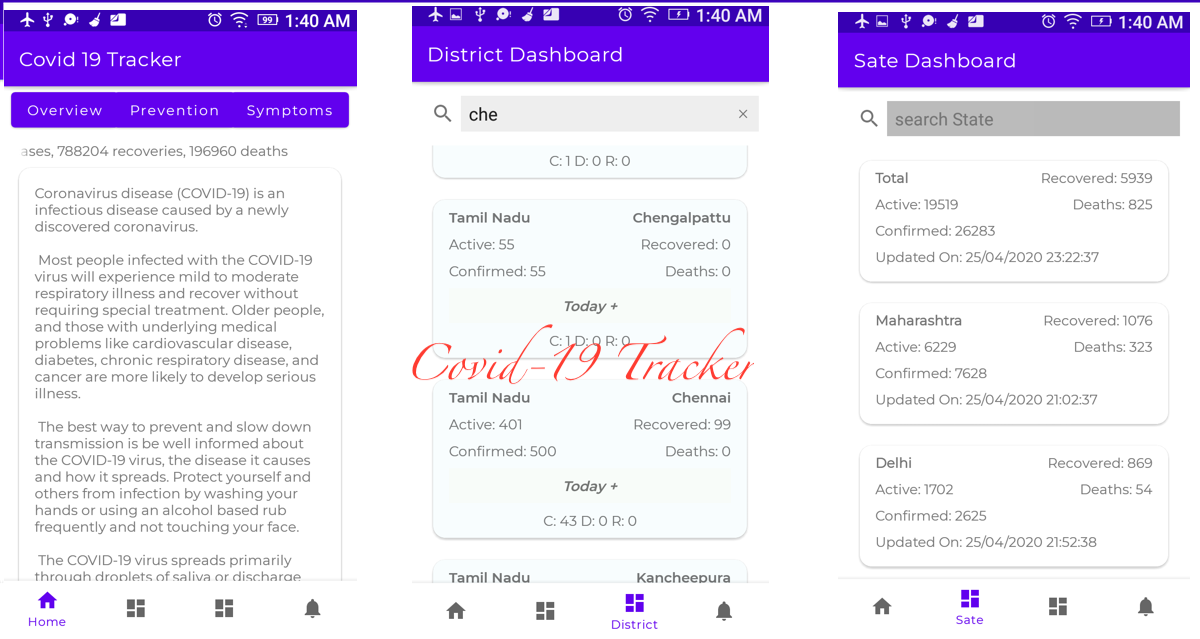 99 1:40 AM
Covid 19 Tracker
Overview Prevention Symptoms
ases, 788204 recoveries, 196960 deaths
Coronavirus disease (COVID-19) is an
infectious disease caused by a newly
discovered coronavirus.
Most people infected with the COVID-19
virus will experience mild to moderate
respiratory illness and recover without
requiring special treatment. Older people,
and those with underlying medical
problems like cardiovascular disease,
diabetes, chronic respiratory disease, and
cancer are more likely to develop serious
illness.
The best way to prevent and slow down
transmission is be well informed about
the COVID-19 virus, the disease it causes
and how it spreads. Protect yourself and
others from infection by washing your
hands or using an alcohol based rub
frequently and not touching your face.
The COVID-19 virus spreads primarily
through droplets of saliva or discharge
Home
1:40 AM
District Dashboard
che
C: 1 D: 0 R: 0
Tamil Nadu Chengalpattu
Active: 55 Recovered: 0
Confirmed: 55 Deaths: 0
Today +
C: 1 D: 0 R: 0
Covid-19 Tracker
Tamil Nadu Chennai
Active: 401 Recovered: 99
Confirmed: 500 Deaths: 0
Today +
C: 43 D: 0 R: 0
Tamil Nadu Kancheepura
District
1:40 AM
Sate Dashboard
search State
Total Recovered: 5939
Active: 19519 Deaths: 825
Confirmed: 26283
Updated On: 25/04/2020 23:22:37
Maharashtra Recovered: 1076
Active: 6229 Deaths: 323
Confirmed: 7628
Updated On: 25/04/2020 21:02:37
Delhi Recovered: 869
Active: 1702 Deaths: 54
Confirmed: 2625
Updated On: 25/04/2020 21:52:38
Sate